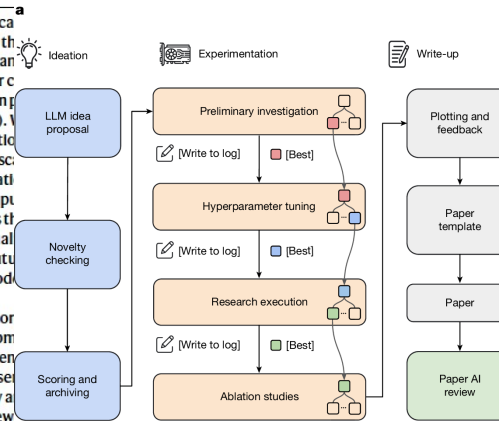 a
Ideation
Experimentation
Write-up
LLM idea
proposal
Novelty
checking
Scoring and
archiving
Preliminary investigation
[Write to log]
[Best]
Hyperparameter tuning
[Write to log]
[Best]
Research execution
[Write to log]
[Best]
Ablation studies
Plotting and
feedback
Paper
template
Paper
Paper AI
review